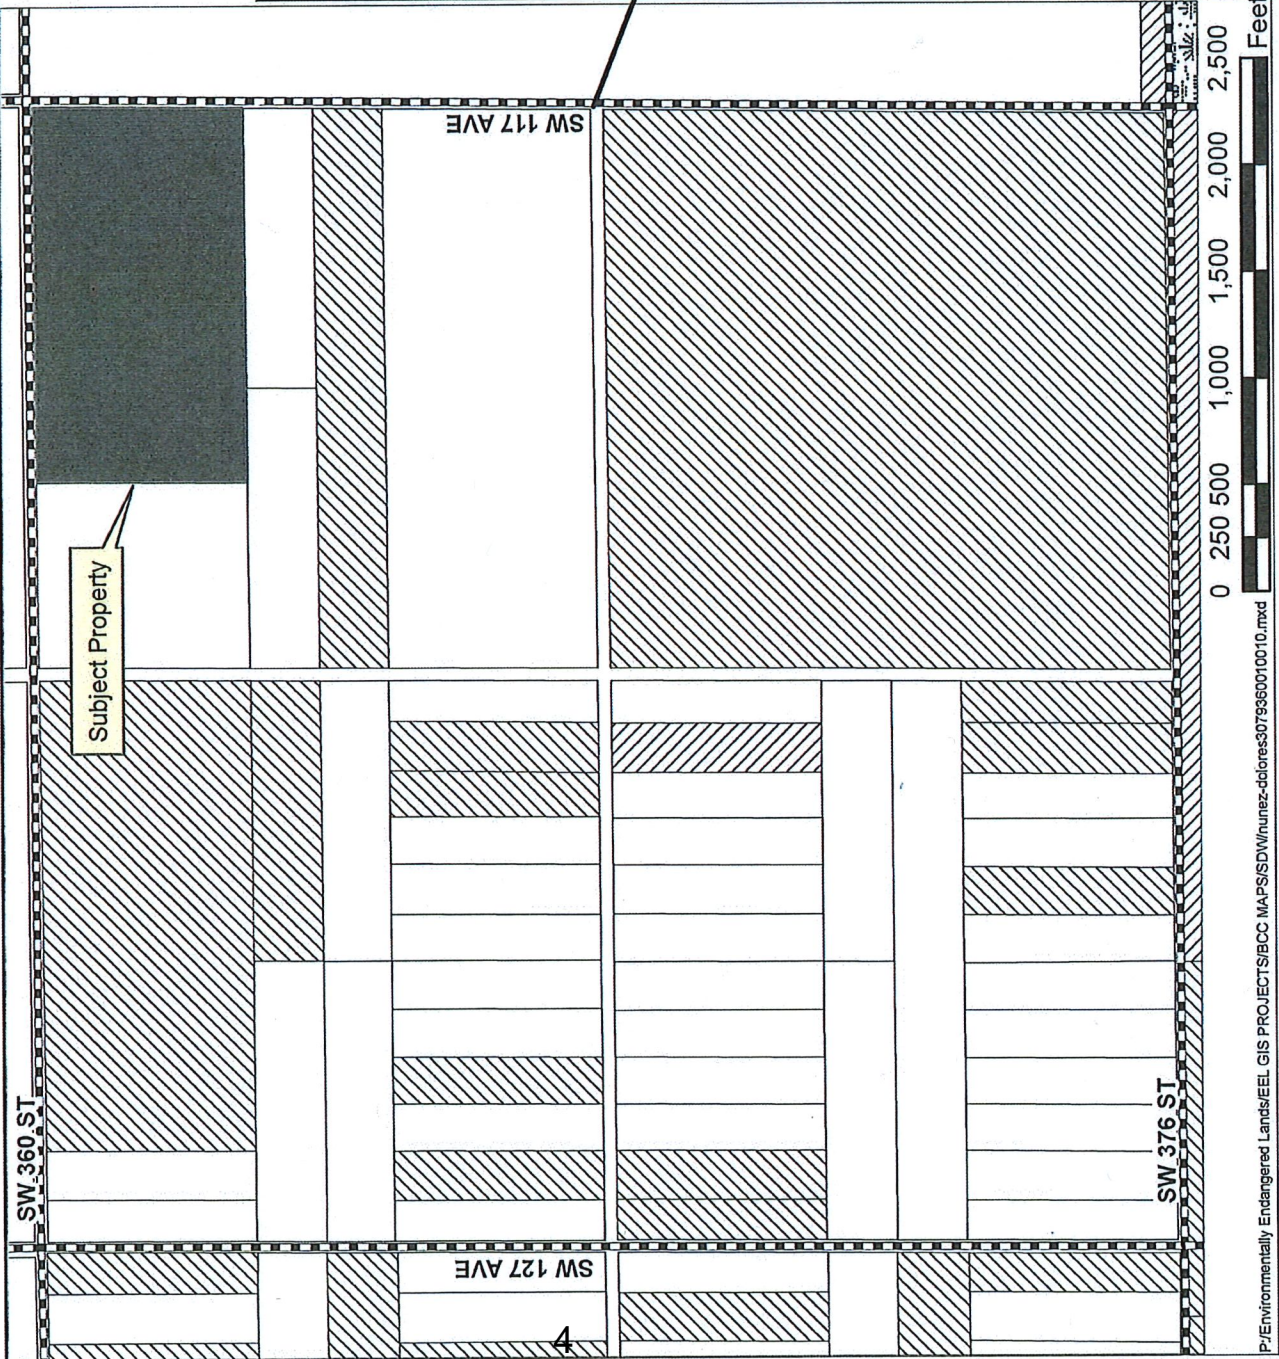 SW 360 ST
Subject Property
SW 117 AVE
SW 127 AVE
SW 376 ST
0 250 500 1,000 1,500 2,000 2,500
Feet
P:/Environmentally Endangered Lands/EEL GIS PROJECTS/BCC MAPS/SDW/nunez-dolores3079360010010.mxd
4